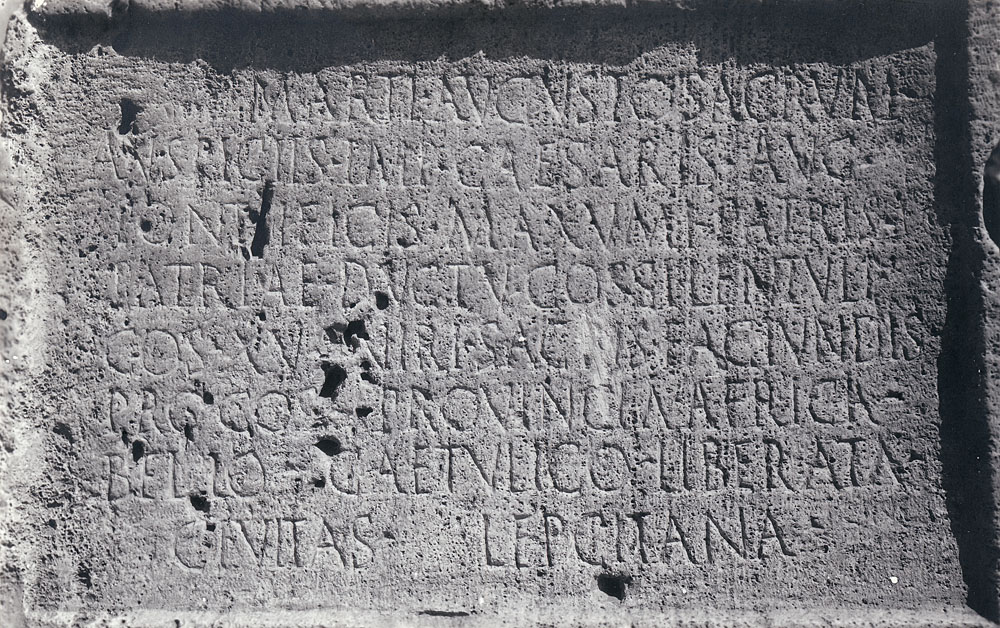 MARTI AVGVSTO SACRVM
AVSPICIIS IMP CAESARIS AVG
PONTIFICIS MAXVMI PATRIS
PATRIAE DVCTV COSSI LENTVLI
COS XV VIRI SACRIS FACIVNDIS
PRO COS PROVINCIA AFRICA
BELLO GAETVLICO LIBERATA
CIVITAS LEPCITANA